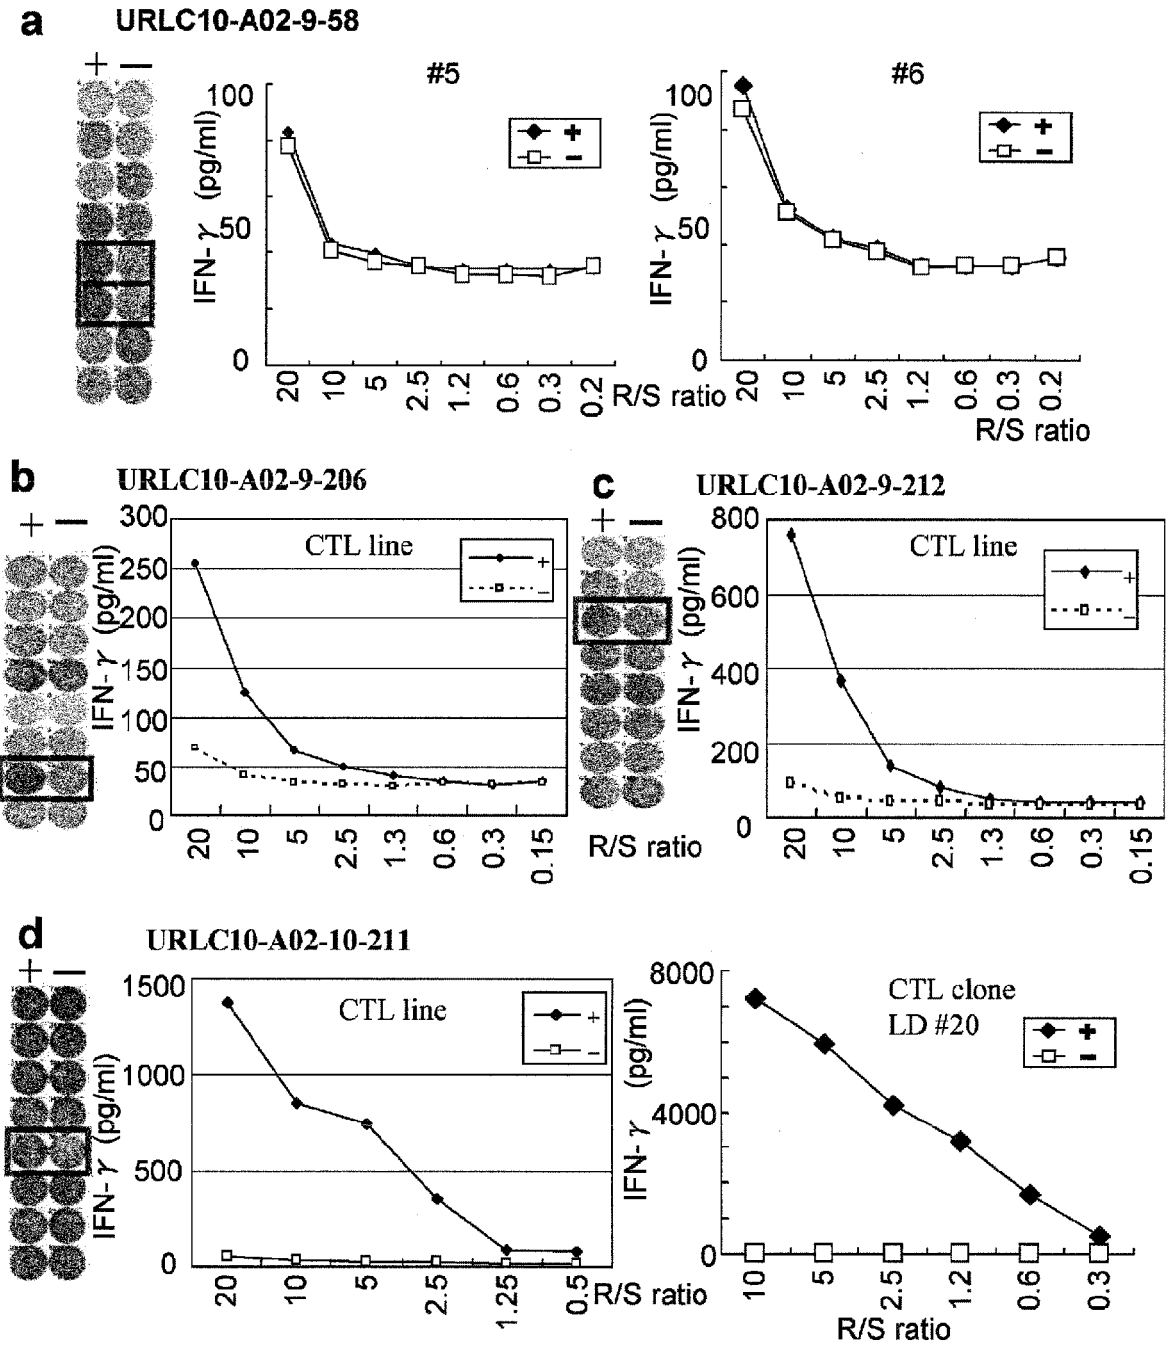 a URLC10-A02-9-58
+ —
#5
100
50
0
IFN-γ (pg/ml)
+
−
20 10 5 2.5 1.2 0.6 0.3 0.2
R/S ratio
#6
100
50
0
IFN-γ (pg/ml)
+
−
20 10 5 2.5 1.2 0.6 0.3 0.2
R/S ratio
b URLC10-A02-9-206
+ —
CTL line
300
250
200
150
100
50
0
IFN-γ (pg/ml)
+
−
20 10 5 2.5 1.3 0.6 0.3 0.15
R/S ratio
c URLC10-A02-9-212
+ —
CTL line
800
600
400
200
0
IFN-γ (pg/ml)
+
−
20 10 5 2.5 1.3 0.6 0.3 0.15
d URLC10-A02-10-211
+ —
CTL line
1500
1000
500
0
IFN-γ (pg/ml)
+
−
20 10 5 2.5 1.25 0.5
R/S ratio
CTL clone
LD #20
8000
4000
0
IFN-γ (pg/ml)
+
−
10 5 2.5 1.2 0.6 0.3
R/S ratio